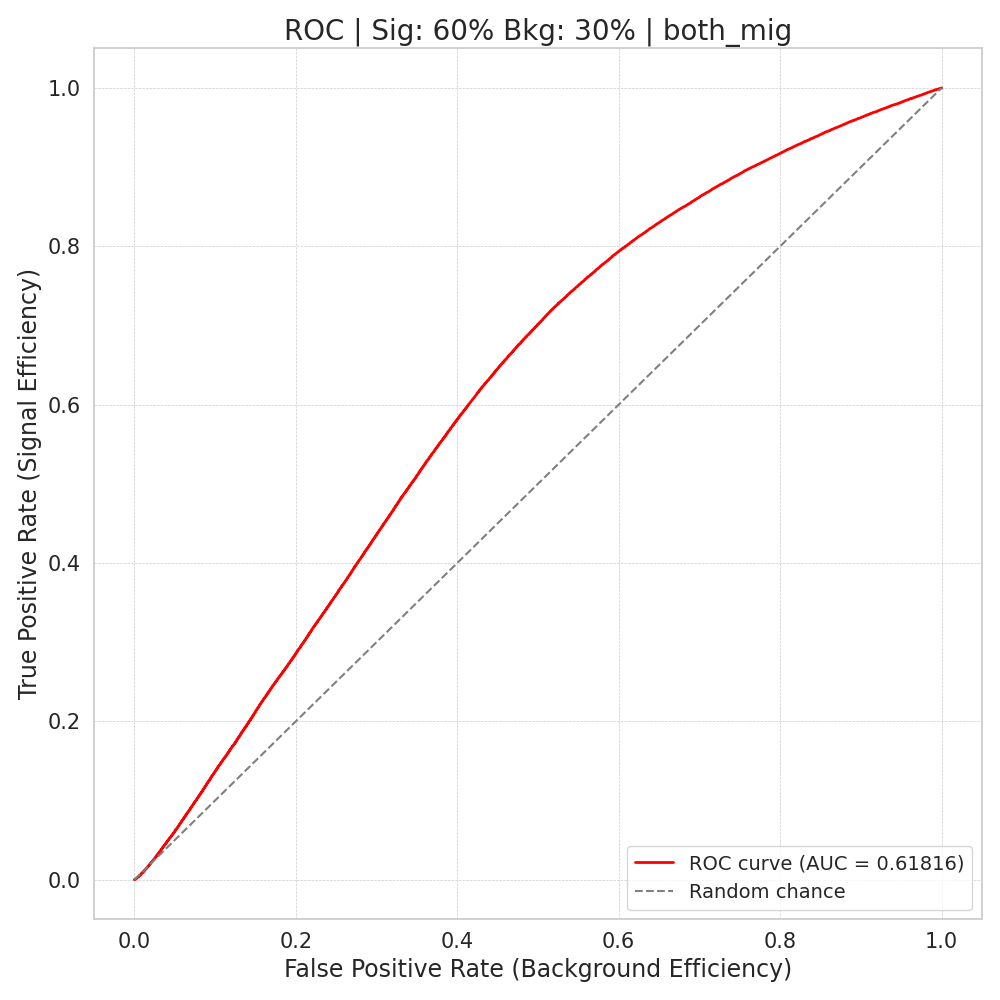 ROC | Sig: 60% Bkg: 30% | both_mig
True Positive Rate (Signal Efficiency)
1.0
0.8
0.6
0.4
0.2
0.0
ROC curve (AUC = 0.61816)
Random chance
0.0 0.2 0.4 0.6 0.8 1.0
False Positive Rate (Background Efficiency)